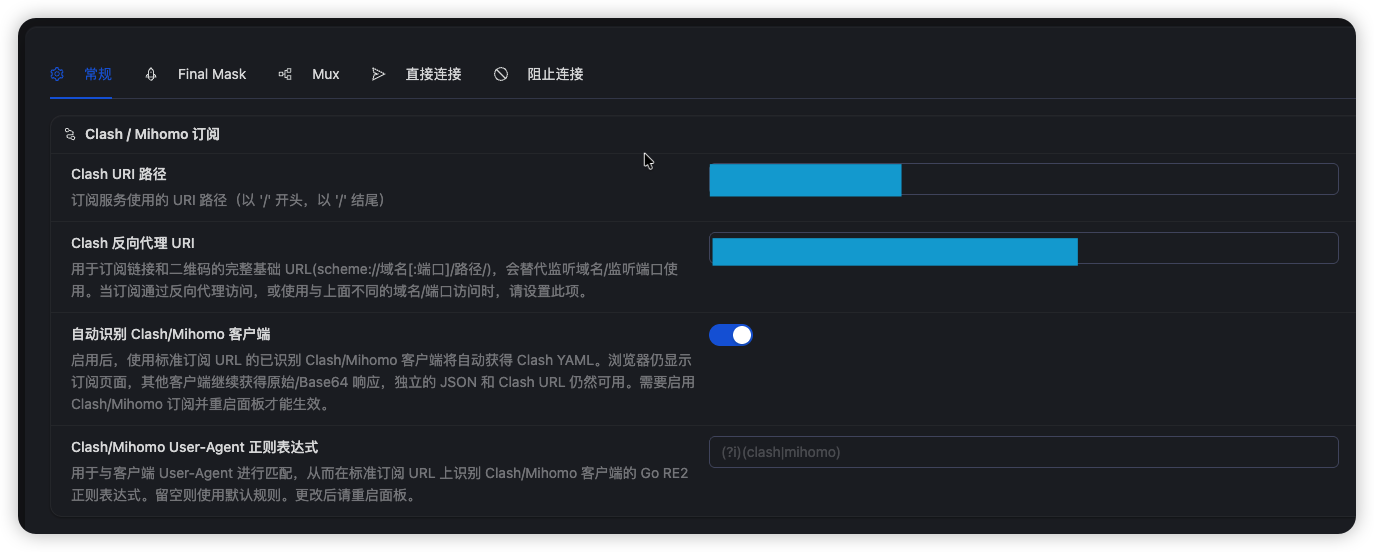 常规 Final Mask Mux 直接连接 阻止连接
Clash / Mihomo 订阅
Clash URI 路径
订阅服务使用的 URI 路径（以 '/' 开头，以 '/' 结尾）
Clash 反向代理 URI
用于订阅链接和二维码的完整基础 URL(scheme://域名[:端口]/路径/)，会替代监听域名/监听端口使
用。当订阅通过反向代理访问，或使用与上面不同的域名/端口访问时，请设置此项。
自动识别 Clash/Mihomo 客户端
启用后，使用标准订阅 URL 的已识别 Clash/Mihomo 客户端将自动获得 Clash YAML。浏览器仍显示
订阅页面，其他客户端继续获得原始/Base64 响应，独立的 JSON 和 Clash URL 仍然可用。需要启用
Clash/Mihomo 订阅并重启面板才能生效。
Clash/Mihomo User-Agent 正则表达式
(?i)(clash|mihomo)
用于与客户端 User-Agent 进行匹配，从而在标准订阅 URL 上识别 Clash/Mihomo 客户端的 Go RE2
正则表达式。留空则使用默认规则。更改后请重启面板。